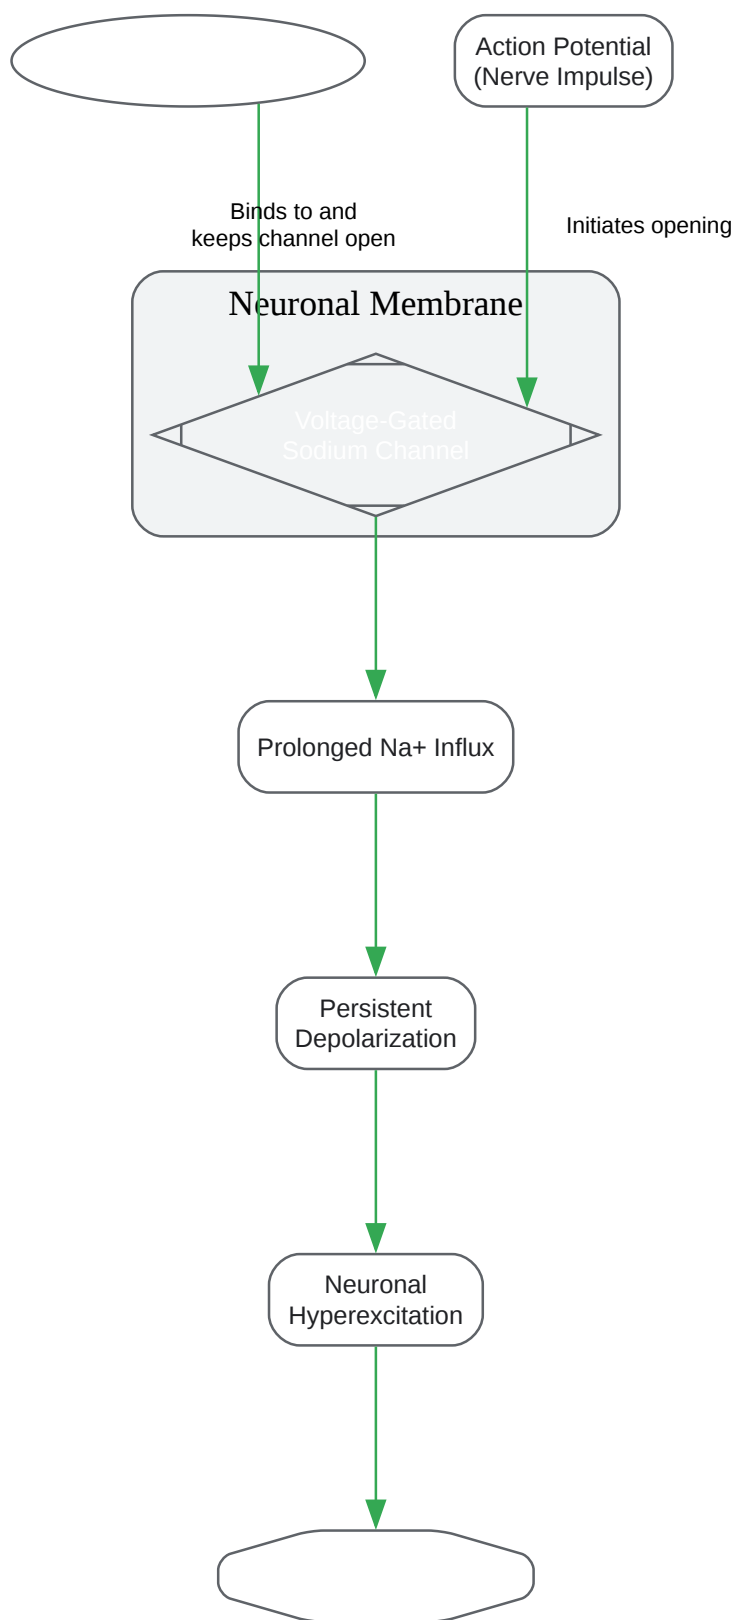 Action Potential
(Nerve Impulse)
Binds to and
keeps channel open
Initiates opening
Neuronal Membrane
Voltage-Gated
Sodium Channel
Prolonged Na+ Influx
Persistent
Depolarization
Neuronal
Hyperexcitation